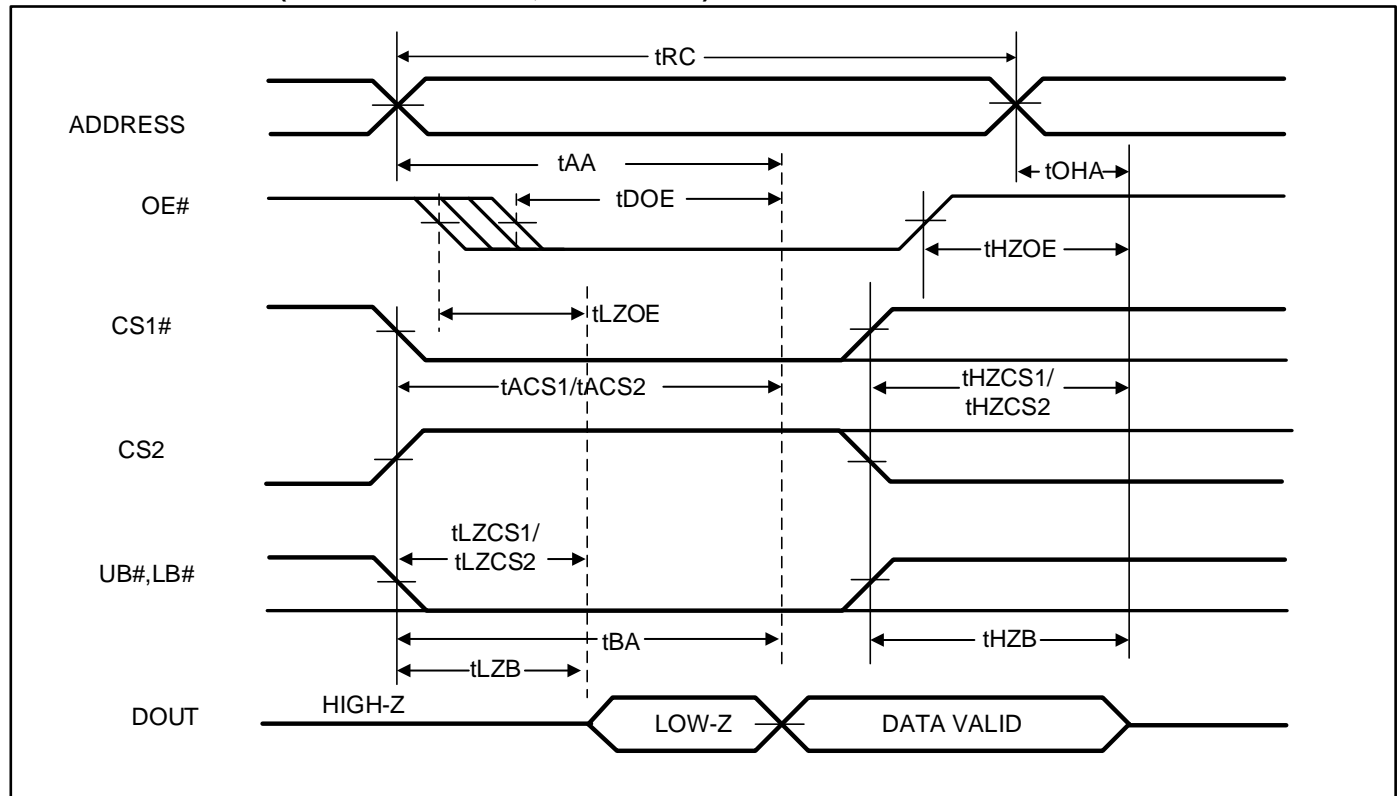 tRC
ADDRESS
tAA
tOHA
OE#
tDOE
tHZOE
CS1#
tLZOE
tACS1/tACS2
tHZCS1/
tHZCS2
CS2
tLZCS1/
tLZCS2
UB#,LB#
tBA
tHZB
tLZB
DOUT
HIGH-Z
LOW-Z
DATA VALID